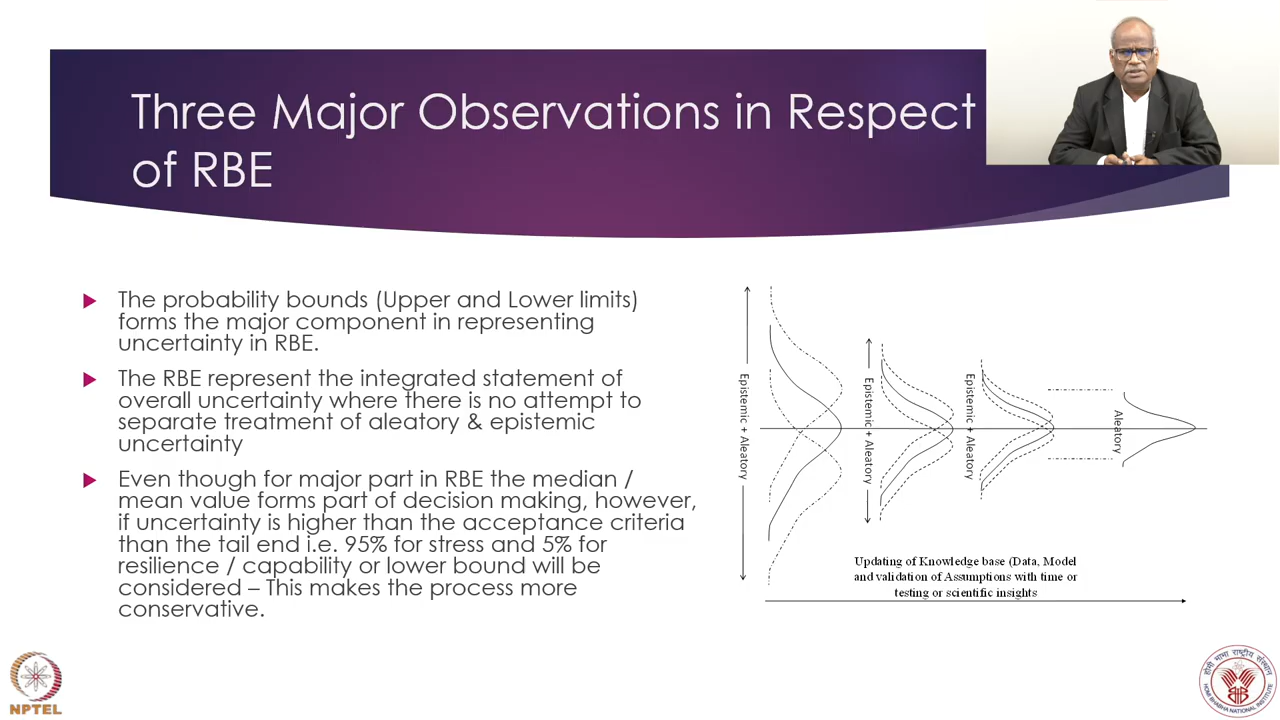 Three Major Observations in Respect
of RBE
The probability bounds (Upper and Lower limits)
forms the major component in representing
uncertainty in RBE.
The RBE represent the integrated statement of
overall uncertainty where there is no attempt to
separate treatment of aleatory & epistemic
uncertainty
Even though for major part in RBE the median /
mean value forms part of decision making, however,
if uncertainty is higher than the acceptance criteria
than the tail end i.e. 95% for stress and 5% for
resilience / capability or lower bound will be
considered – This makes the process more
conservative.
Epistemic + Aleatory
Epistemic + Aleatory
Epistemic + Aleatory
Aleatory
Updating of Knowledge base (Data, Model
and validation of Assumptions with time or
testing or scientific insights
NPTEL
होमी भाभा राष्ट्रीय संस्थान
HOMI BHABHA NATIONAL INSTITUTE